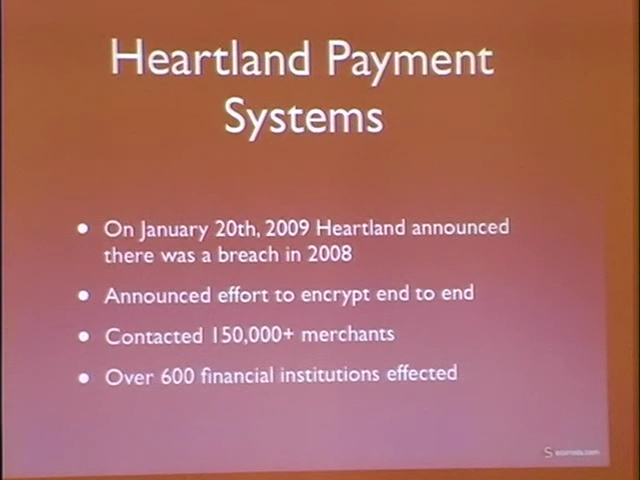 Heartland Payment
Systems
• On January 20th, 2009 Heartland announced
there was a breach in 2008
• Announced effort to encrypt end to end
• Contacted 150,000+ merchants
• Over 600 financial institutions effected